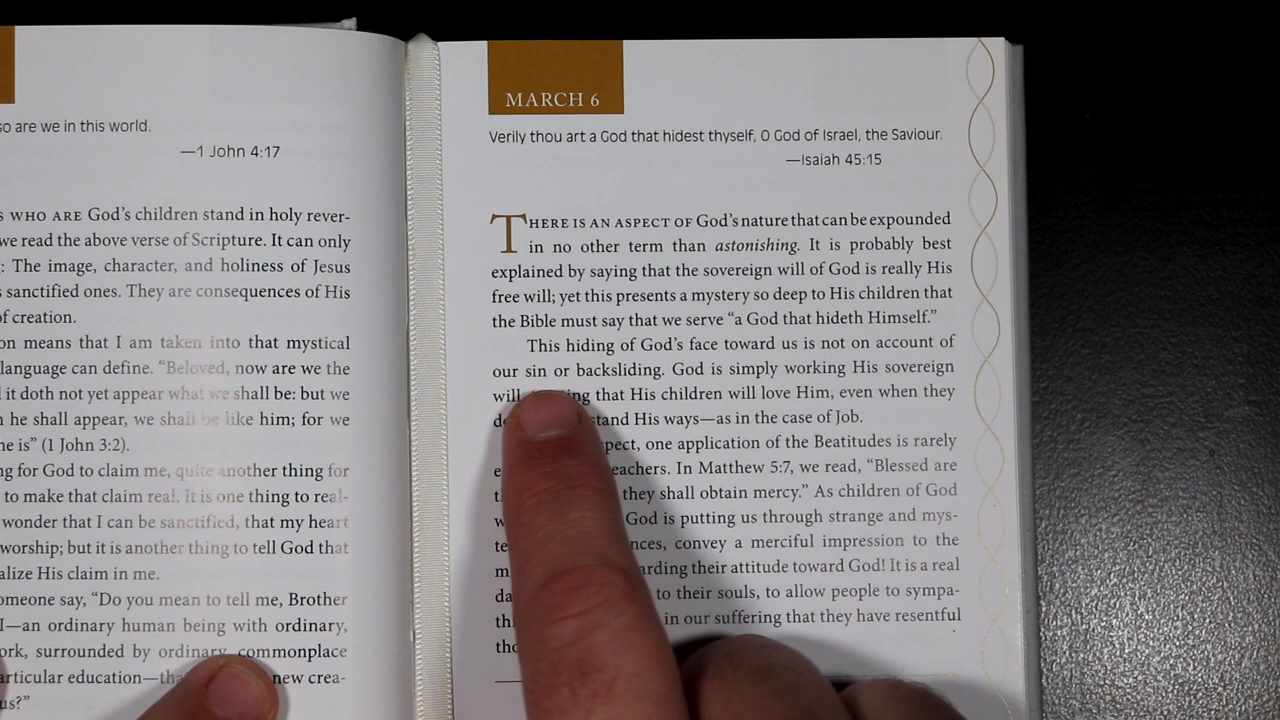 so are we in this world.
—1 John 4:17
WHO ARE God's children stand in holy rever-
we read the above verse of Scripture. It can only
: The image, character, and holiness of Jesus
sanctified ones. They are consequences of His
of creation.
on means that I am taken into that mystical
language can define. "Beloved, now are we the
it doth not yet appear what we shall be: but we
he shall appear, we shall be like him; for we
he is" (1 John 3:2).
ng for God to claim me, quite another thing for
to make that claim real. It is one thing to real-
wonder that I can be sanctified, that my heart
worship; but it is another thing to tell God that
alize His claim in me.
omeone say, "Do you mean to tell me, Brother
I—an ordinary human being with ordinary,
ork, surrounded by ordinary commonplace
articular education— new crea-
us?"
MARCH 6
Verily thou art a God that hidest thyself, O God of Israel, the Saviour.
—Isaiah 45:15
THERE IS AN ASPECT OF God's nature that can be expounded
in no other term than astonishing. It is probably best
explained by saying that the sovereign will of God is really His
free will; yet this presents a mystery so deep to His children that
the Bible must say that we serve "a God that hideth Himself."
This hiding of God's face toward us is not on account of
our sin or backsliding. God is simply working His sovereign
will that His children will love Him, even when they
stand His ways—as in the case of Job.
pect, one application of the Beatitudes is rarely
eachers. In Matthew 5:7, we read, "Blessed are
they shall obtain mercy." As children of God
God is putting us through strange and mys-
nces, convey a merciful impression to the
arding their attitude toward God! It is a real
to their souls, to allow people to sympa-
in our suffering that they have resentful